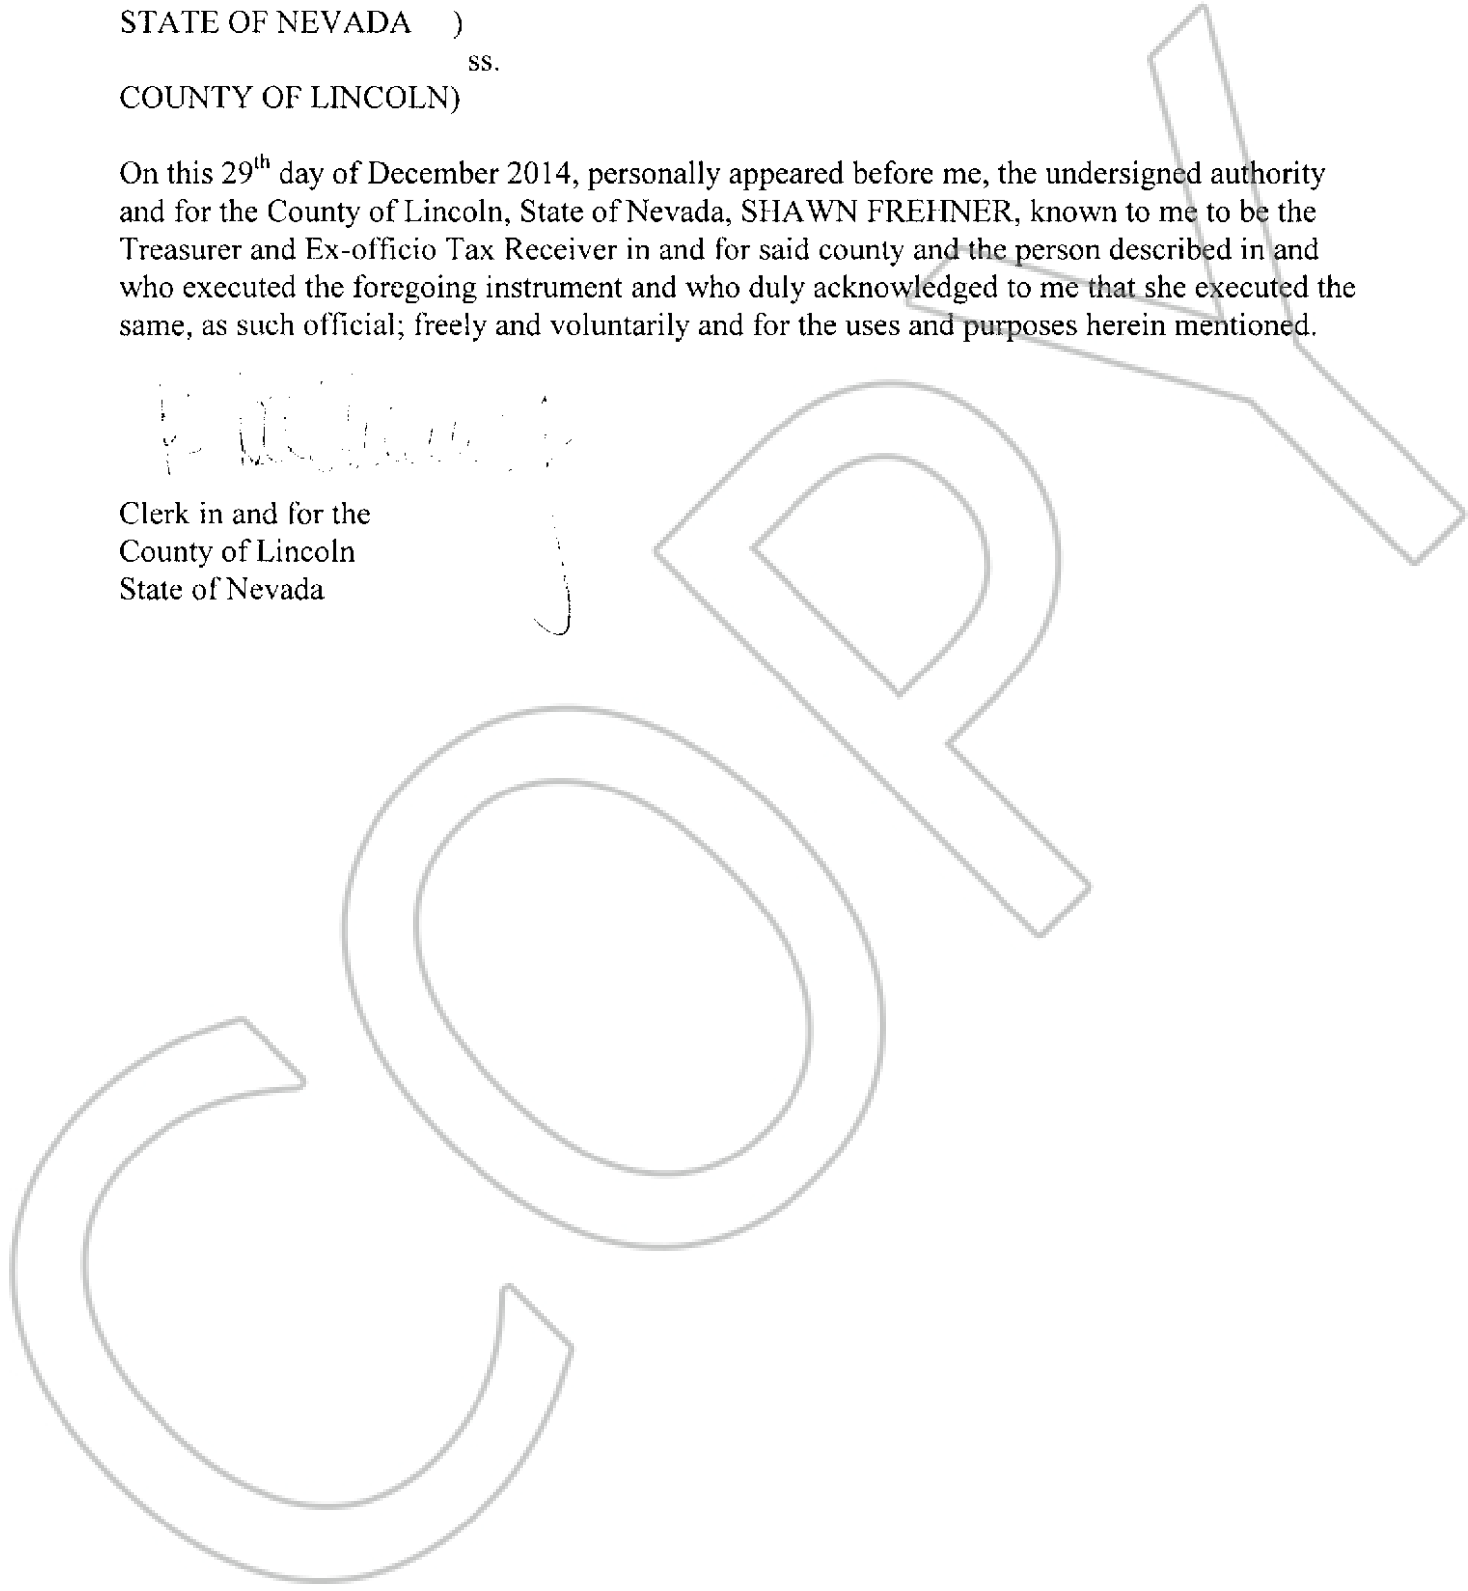 STATE OF NEVADA )
ss.
COUNTY OF LINCOLN)
On this 29th day of December 2014, personally appeared before me, the undersigned authority
and for the County of Lincoln, State of Nevada, SHAWN FREHNER, known to me to be the
Treasurer and Ex-officio Tax Receiver in and for said county and the person described in and
who executed the foregoing instrument and who duly acknowledged to me that she executed the
same, as such official; freely and voluntarily and for the uses and purposes herein mentioned.
Clerk in and for the
County of Lincoln
State of Nevada
COPY